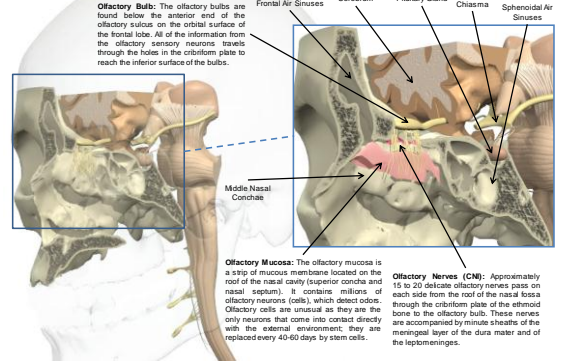 Olfactory Bulb: The olfactory bulbs are
found below the anterior end of the
olfactory sulcus on the orbital surface of
the frontal lobe. All of the information from
the olfactory sensory neurons travels
through the holes in the cribriform plate to
reach the inferior surface of the bulbs.
Frontal Air Sinuses
Chiasma
Sphenoidal Air
Sinuses
Middle Nasal
Conchae
Olfactory Mucosa: The olfactory mucosa is
a strip of mucous membrane located on the
roof of the nasal cavity (superior concha and
nasal septum). It contains millions of
olfactory neurons (cells), which detect odors.
Olfactory cells are unusual as they are the
only neurons that come into contact directly
with the external environment; they are
replaced every 40-60 days by stem cells.
Olfactory Nerves (CNI): Approximately
15 to 20 delicate olfactory nerves pass on
each side from the roof of the nasal fossa
through the cribriform plate of the ethmoid
bone to the olfactory bulb. These nerves
are accompanied by minute sheaths of the
meningeal layer of the dura mater and of
the leptomeninges.